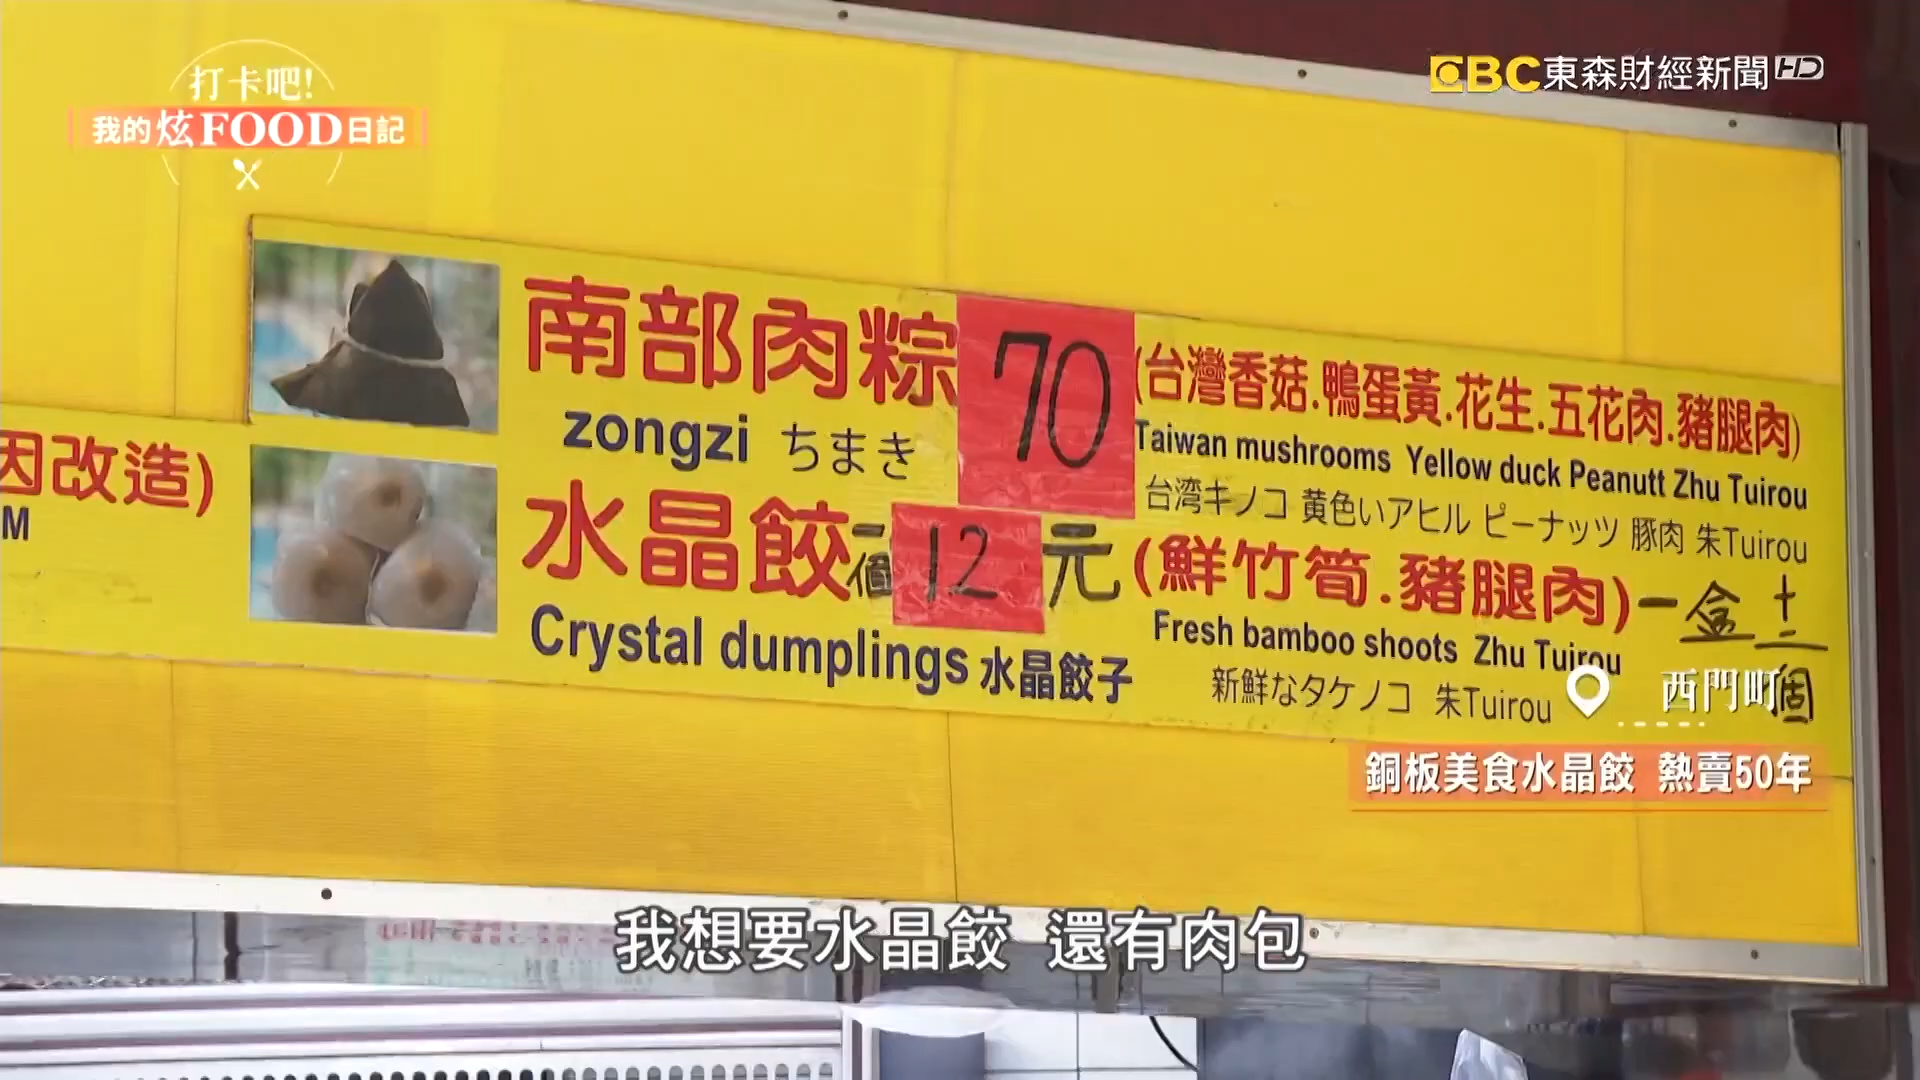 打卡吧!
我的炫FOOD日記
EBC東森財經新聞HD
南部肉粽 70 (台灣香菇.鴨蛋黃.花生.五花肉.豬腿肉)
zongzi ちまき
Taiwan mushrooms Yellow duck Peanutt Zhu Tuirou
台湾キノコ 黄色いアヒル ピーナッツ 豚肉 朱Tuirou
因改造)
M
水晶餃一個12元 (鮮竹筍.豬腿肉)一盒十二個
Crystal dumplings 水晶餃子
Fresh bamboo shoots Zhu Tuirou
新鮮なタケノコ 朱Tuirou
西門町
銅板美食水晶餃 熱賣50年
我想要水晶餃 還有肉包